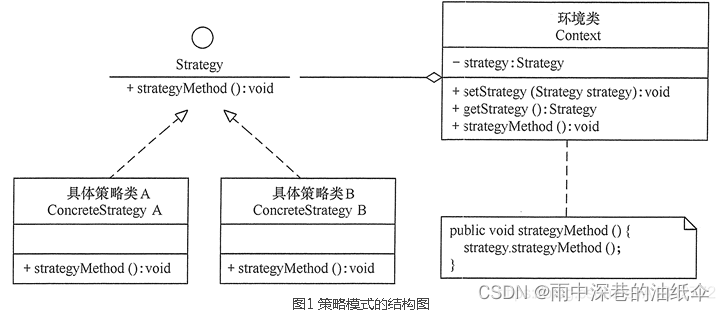 Strategy
+ strategyMethod (): void
环境类
Context
− strategy: Strategy
+ setStrategy (Strategy strategy): void
+ getStrategy (): Strategy
+ strategyMethod (): void
具体策略类A
ConcreteStrategy A
+ strategyMethod (): void
具体策略类B
ConcreteStrategy B
+ strategyMethod (): void
public void strategyMethod () {
strategy.strategyMethod ();
}
图1 策略模式的结构图
CSDN @雨中深巷的油纸伞